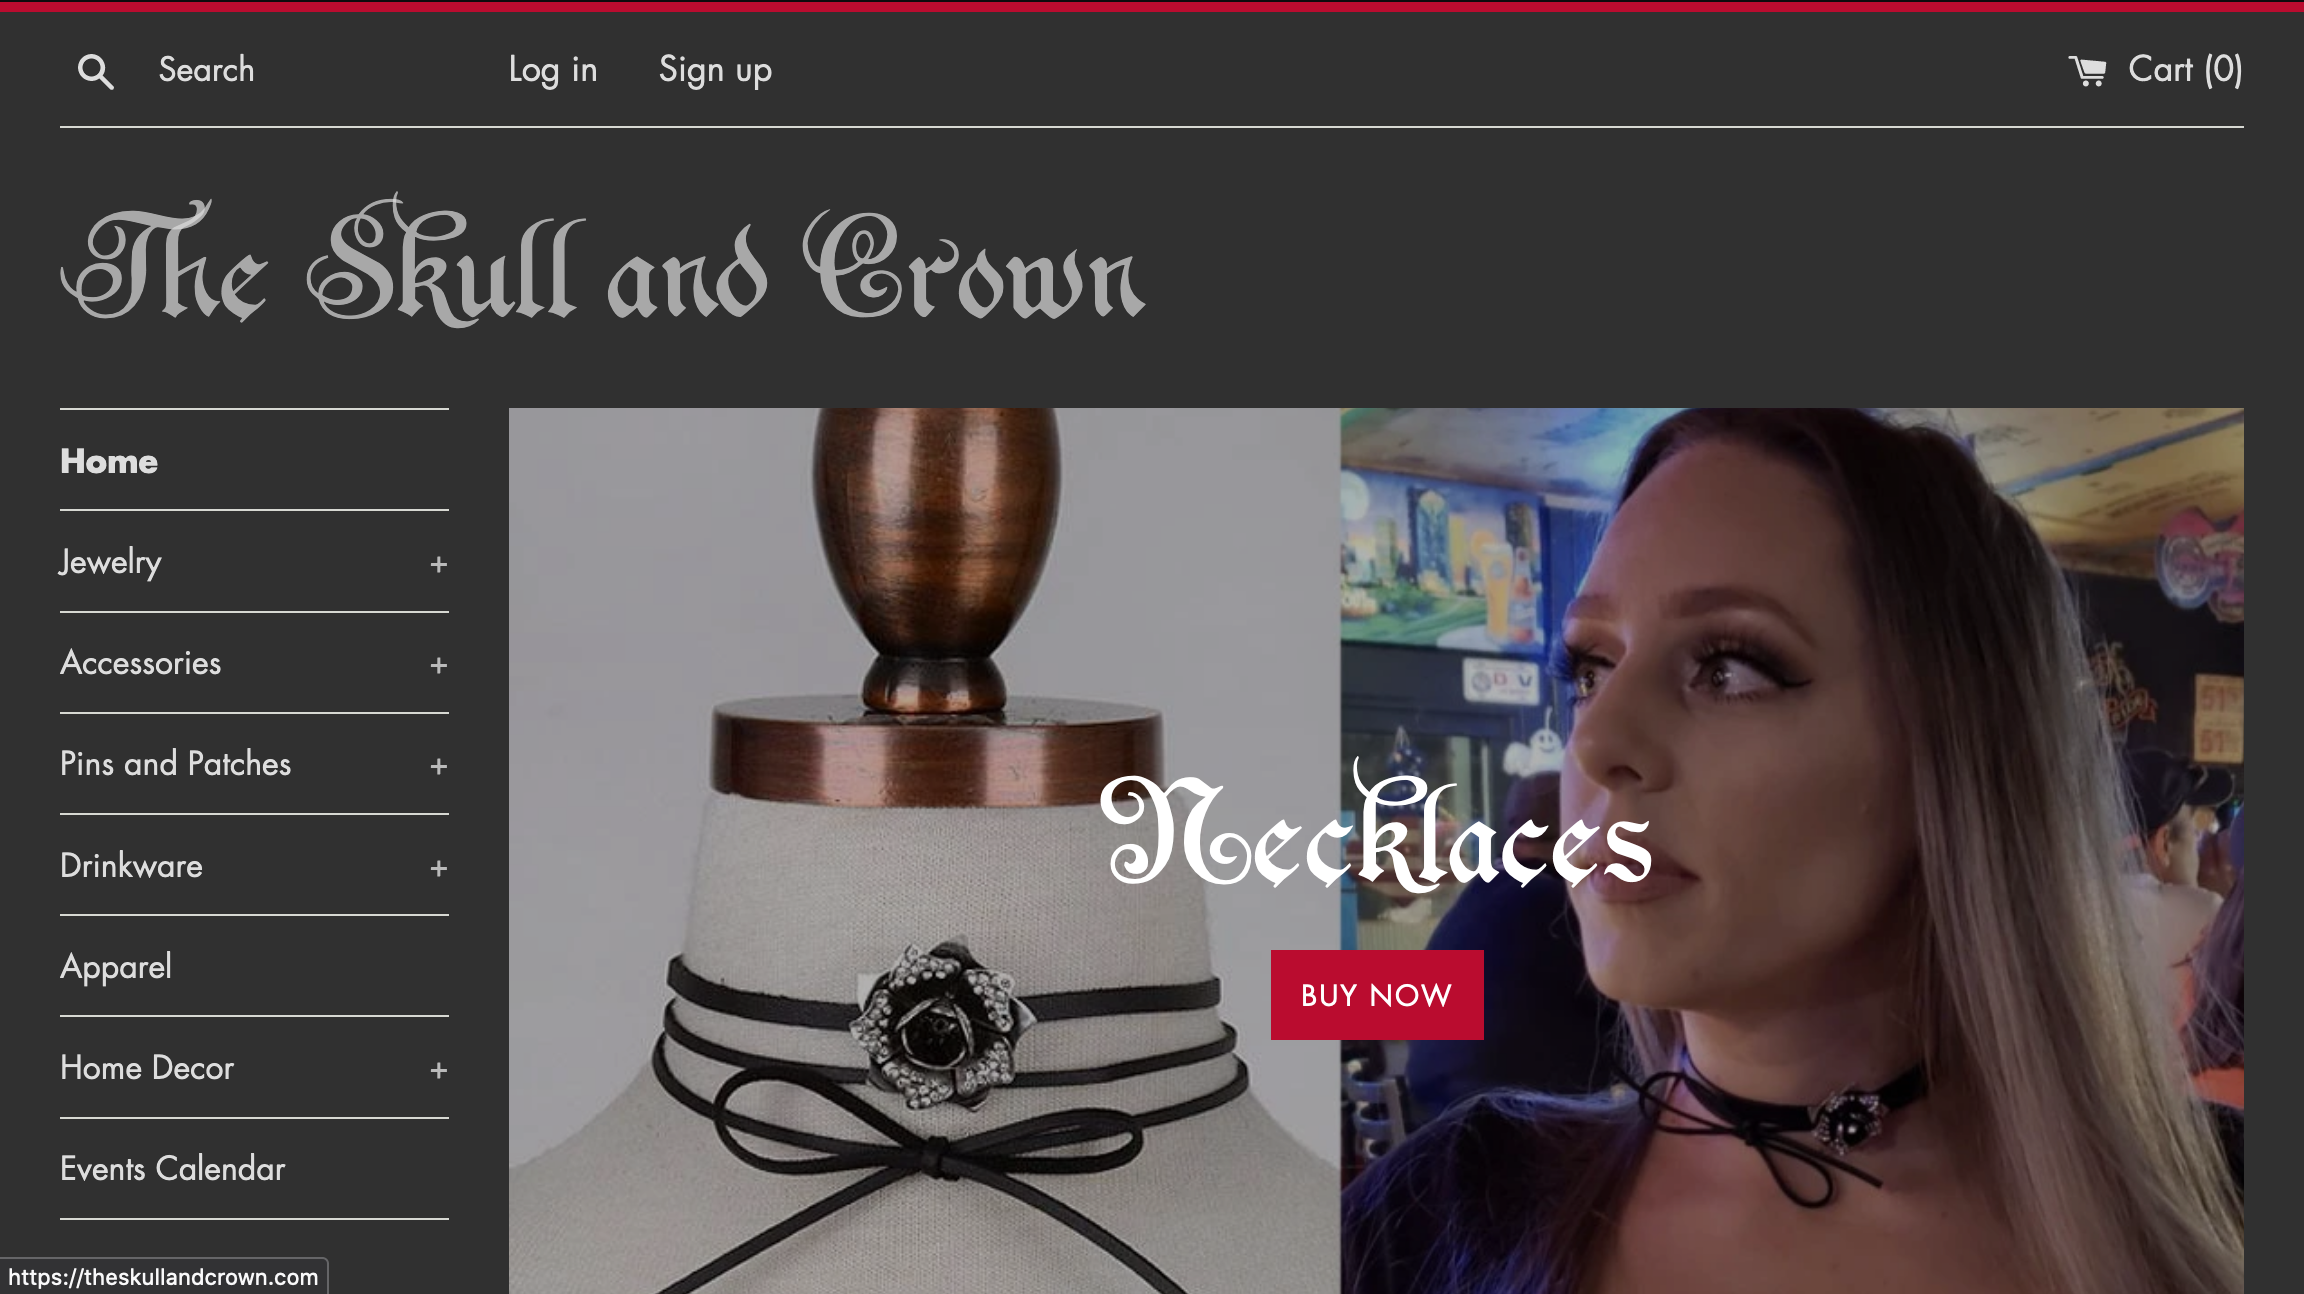 Search
Log in
Sign up
Cart (0)
The Skull and Crown
Home
Jewelry +
Accessories +
Pins and Patches +
Drinkware +
Apparel
Home Decor +
Events Calendar
Necklaces
BUY NOW
https://theskullandcrown.com